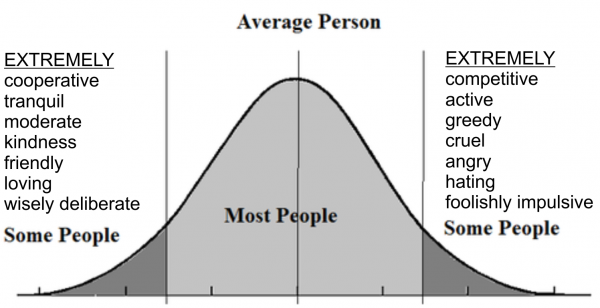 Average Person
EXTREMELY
cooperative
tranquil
moderate
kindness
friendly
loving
wisely deliberate
Some People
Most People
EXTREMELY
competitive
active
greedy
cruel
angry
hating
foolishly impulsive
Some People